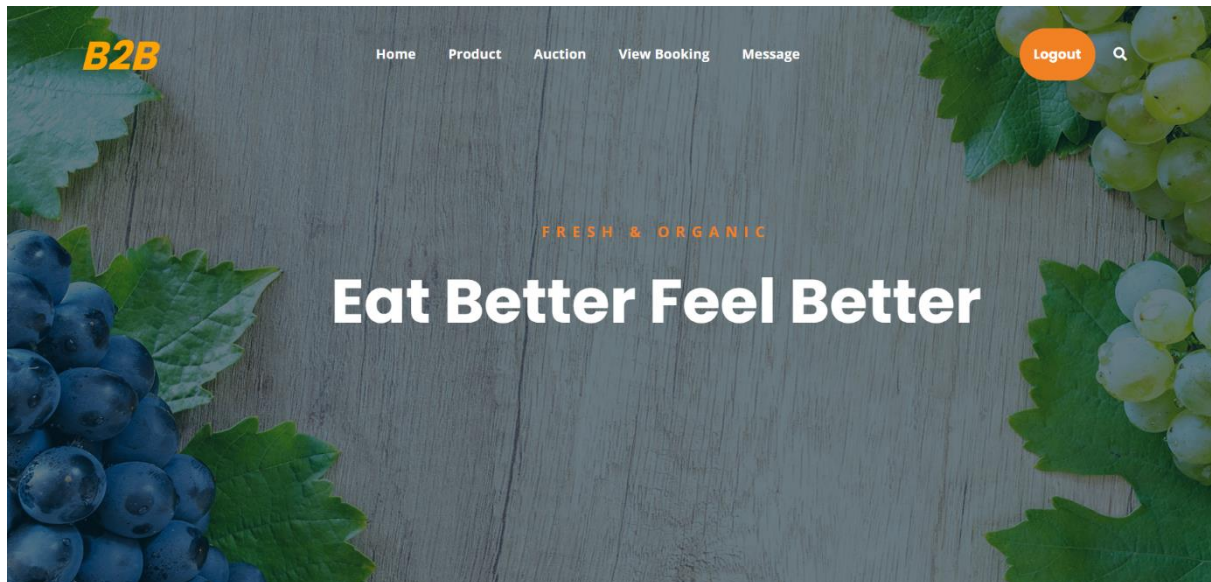 B2B
Home Product Auction View Booking Message
Logout
FRESH & ORGANIC
Eat Better Feel Better